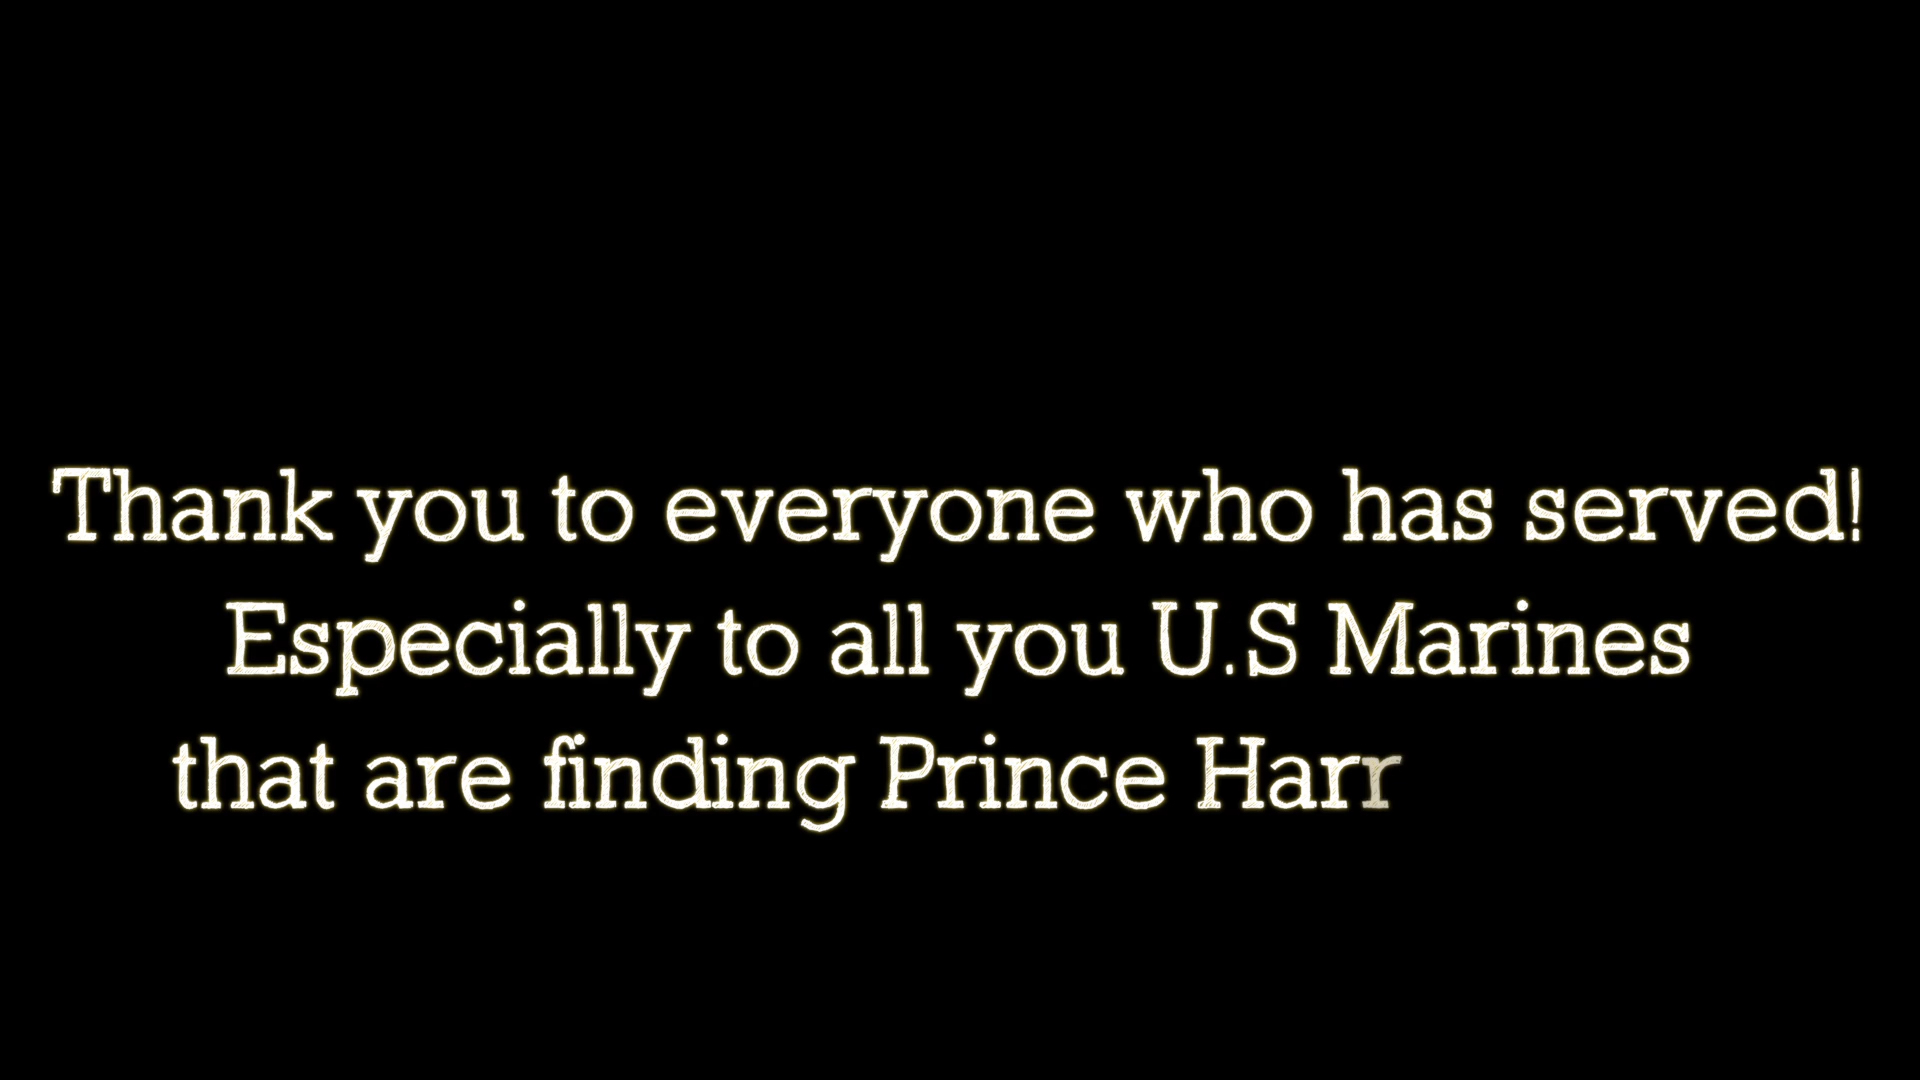 Thank you to everyone who has served!
Especially to all you U.S Marines
that are finding Prince Harr